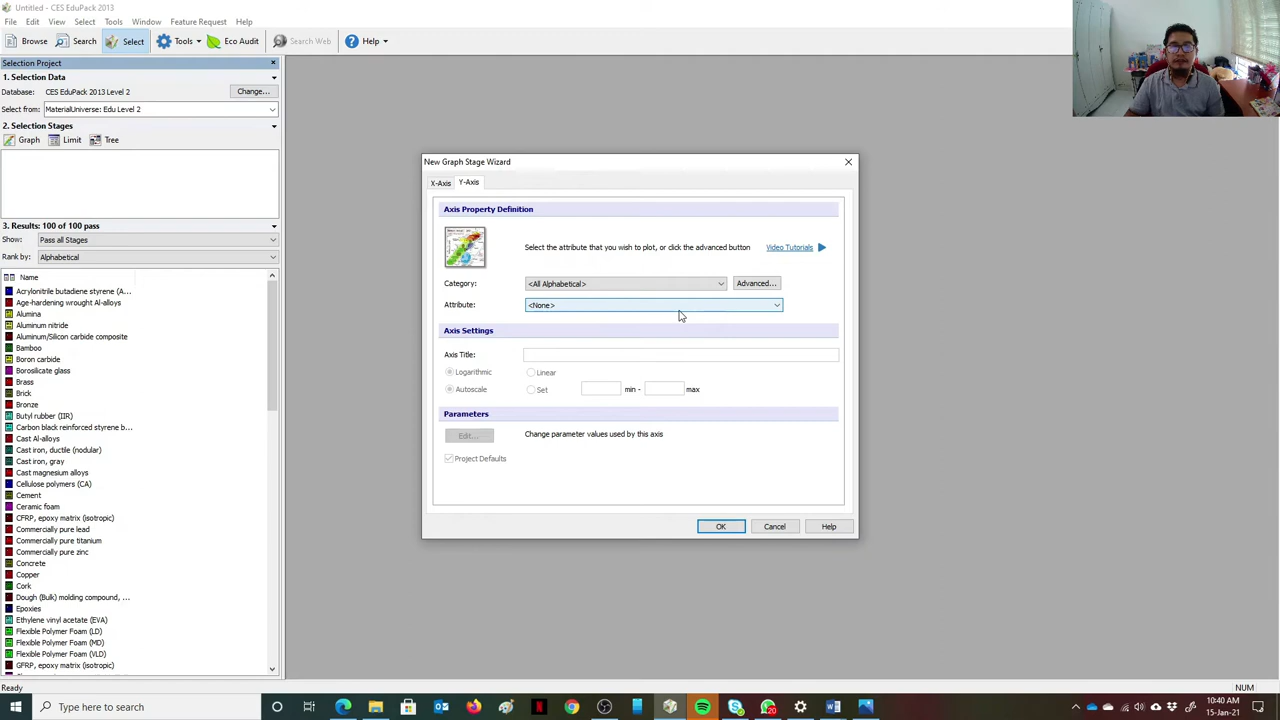 Untitled - CES EduPack 2013
File Edit View Select Tools Window Feature Request Help
Browse Search Select Tools Eco Audit Search Web Help
Selection Project
1. Selection Data
Database: CES EduPack 2013 Level 2 Change...
Select from: MaterialUniverse: Edu Level 2
2. Selection Stages
Graph Limit Tree
3. Results: 100 of 100 pass
Show: Pass all Stages
Rank by: Alphabetical
Name
Acrylonitrile butadiene styrene (A...
Age-hardening wrought Al-alloys
Alumina
Aluminum nitride
Aluminum/Silicon carbide composite
Bamboo
Boron carbide
Borosilicate glass
Brass
Brick
Bronze
Butyl rubber (IIR)
Carbon black reinforced styrene b...
Cast Al-alloys
Cast iron, ductile (nodular)
Cast iron, gray
Cast magnesium alloys
Cellulose polymers (CA)
Cement
Ceramic foam
CFRP, epoxy matrix (isotropic)
Commercially pure lead
Commercially pure titanium
Commercially pure zinc
Concrete
Copper
Cork
Dough (Bulk) molding compound, ...
Epoxies
Ethylene vinyl acetate (EVA)
Flexible Polymer Foam (LD)
Flexible Polymer Foam (MD)
Flexible Polymer Foam (VLD)
GFRP, epoxy matrix (isotropic)
New Graph Stage Wizard
X-Axis Y-Axis
Axis Property Definition
Select the attribute that you wish to plot, or click the advanced button Video Tutorials
Category: <All Alphabetical> Advanced...
Attribute: <None>
Axis Settings
Axis Title:
Logarithmic Linear
Autoscale Set min - max
Parameters
Edit... Change parameter values used by this axis
Project Defaults
OK Cancel Help
Ready NUM
Type here to search
20
10:40 AM
15-Jan-21